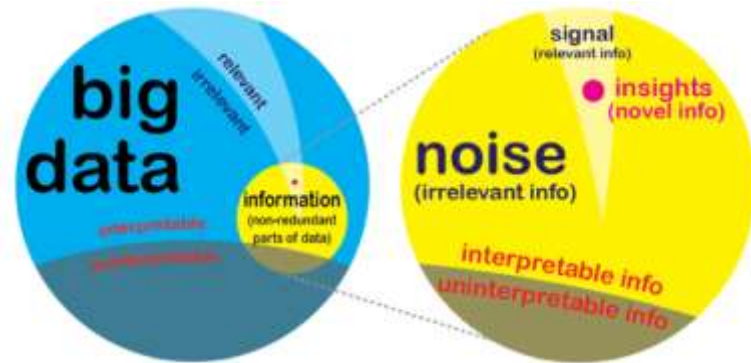 big
data
relevant
irrelevant
information
(non-redundant
parts of data)
interpretable
uninterpretable
signal
(relevant info)
insights
(novel info)
noise
(irrelevant info)
interpretable info
uninterpretable info